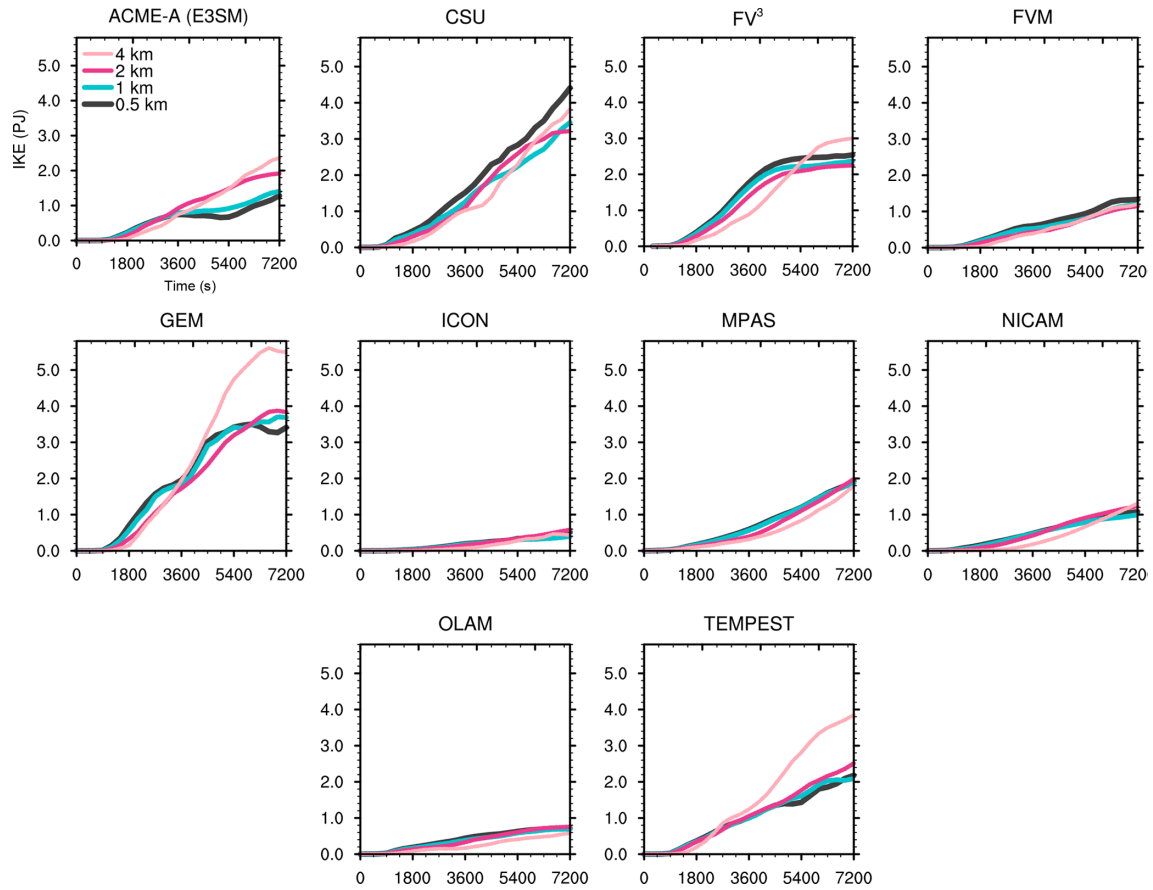 ACME-A (E3SM) CSU FV³ FVM
5.0 5.0 5.0 5.0
4.0 4.0 4.0 4.0
3.0 3.0 3.0 3.0
2.0 2.0 2.0 2.0
1.0 1.0 1.0 1.0
0.0 0.0 0.0 0.0
IKE (PJ)
4 km
2 km
1 km
0.5 km
0 1800 3600 5400 7200 0 1800 3600 5400 7200 0 1800 3600 5400 7200 0 1800 3600 5400 720
Time (s)
GEM ICON MPAS NICAM
5.0 5.0 5.0 5.0
4.0 4.0 4.0 4.0
3.0 3.0 3.0 3.0
2.0 2.0 2.0 2.0
1.0 1.0 1.0 1.0
0.0 0.0 0.0 0.0
0 1800 3600 5400 7200 0 1800 3600 5400 7200 0 1800 3600 5400 7200 0 1800 3600 5400 720
OLAM TEMPEST
5.0 5.0
4.0 4.0
3.0 3.0
2.0 2.0
1.0 1.0
0.0 0.0
0 1800 3600 5400 7200 0 1800 3600 5400 7200